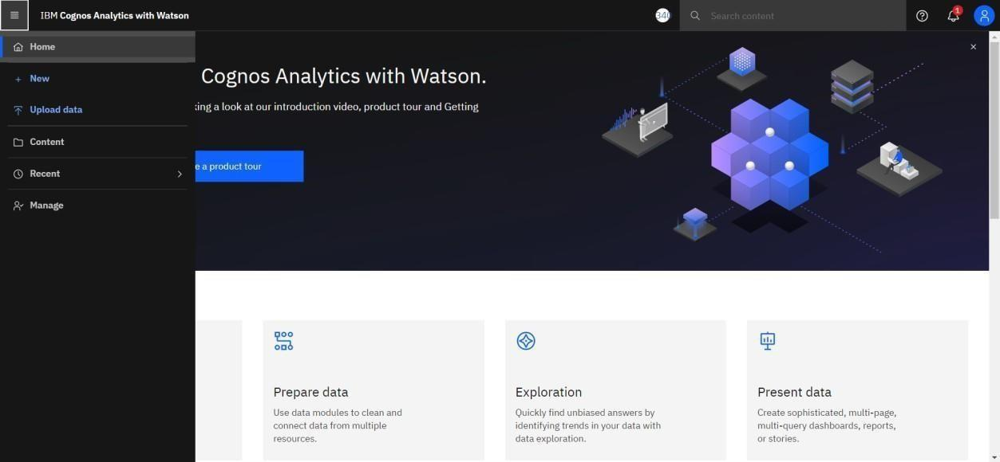 IBM Cognos Analytics with Watson
340
Search content
1
Home
New
Upload data
Content
Recent
Manage
Cognos Analytics with Watson.
king a look at our introduction video, product tour and Getting
e a product tour
Prepare data
Use data modules to clean and
connect data from multiple
resources.
Exploration
Quickly find unbiased answers by
identifying trends in your data with
data exploration.
Present data
Create sophisticated, multi-page,
multi-query dashboards, reports,
or stories.